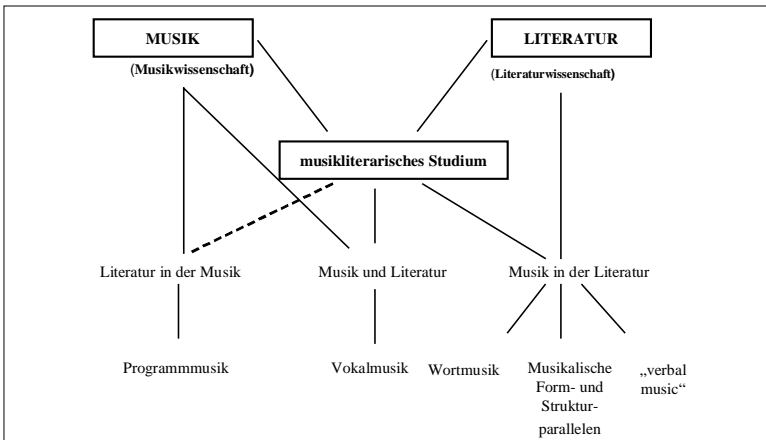 MUSIK
LITERATUR
(Musikwissenschaft)
(Literaturwissenschaft)
musikliterarisches Studium
Literatur in der Musik
Musik und Literatur
Musik in der Literatur
Programmmusik
Vokalmusik
Wortmusik
Musikalische
Form- und
Struktur-
parallelen
„verbal
music“